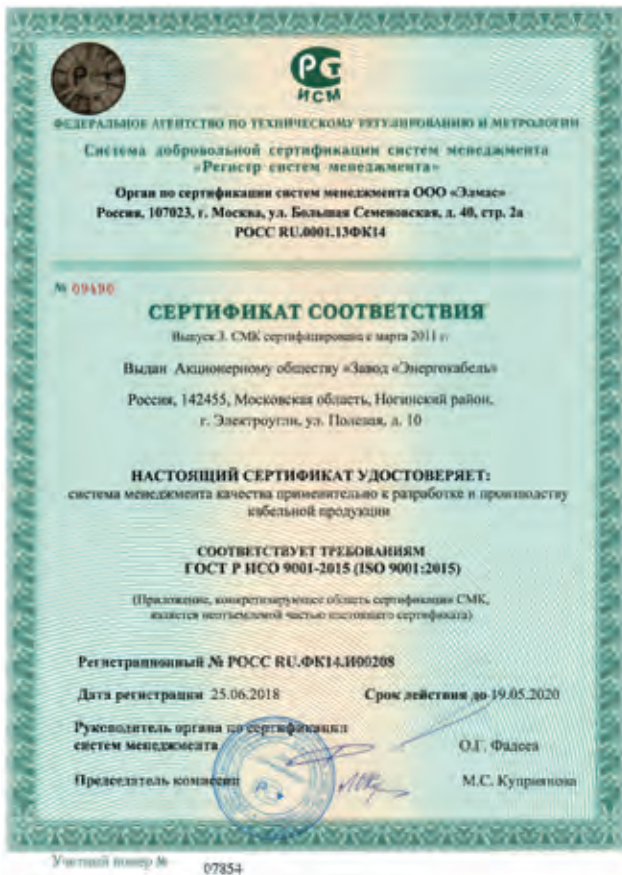 РСТ
ИСМ
ФЕДЕРАЛЬНОЕ АГЕНТСТВО ПО ТЕХНИЧЕСКОМУ РЕГУЛИРОВАНИЮ И МЕТРОЛОГИИ
Система добровольной сертификации систем менеджмента
«Регистр систем менеджмента»
Орган по сертификации систем менеджмента ООО «Элмас»
Россия, 107023, г. Москва, ул. Большая Семеновская, д. 40, стр. 2а
РОСС RU.0001.13ФК14
№ 09490
СЕРТИФИКАТ СООТВЕТСТВИЯ
Выпуск 3. СМК сертифицирована с марта 2011 г.
Выдан Акционерному обществу «Завод «Энергокабель»
Россия, 142455, Московская область, Ногинский район,
г. Электроугли, ул. Полевая, д. 10
НАСТОЯЩИЙ СЕРТИФИКАТ УДОСТОВЕРЯЕТ:
система менеджмента качества применительно к разработке и производству
кабельной продукции
СООТВЕТСТВУЕТ ТРЕБОВАНИЯМ
ГОСТ Р ИСО 9001-2015 (ISO 9001:2015)
(Приложение, конкретизирующее область сертификации СМК,
является неотъемлемой частью настоящего сертификата)
Регистрационный № РОСС RU.ФК14.И00208
Дата регистрации 25.06.2018 Срок действия до 19.05.2020
Руководитель органа по сертификации
систем менеджмента О.Г. Фадеев
Председатель комиссии М.С. Куприянова
Учетный номер № 07854